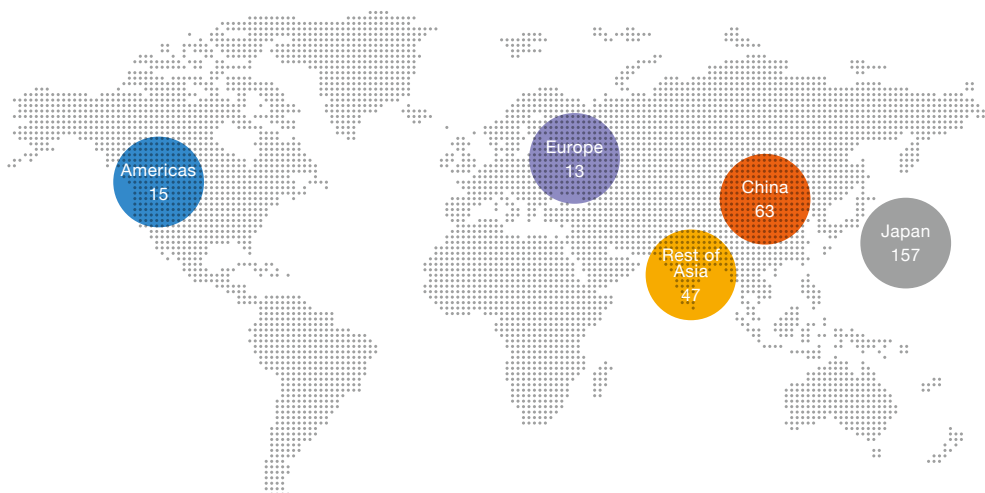 Americas
15
Europe
13
China
63
Japan
157
Rest of
Asia
47